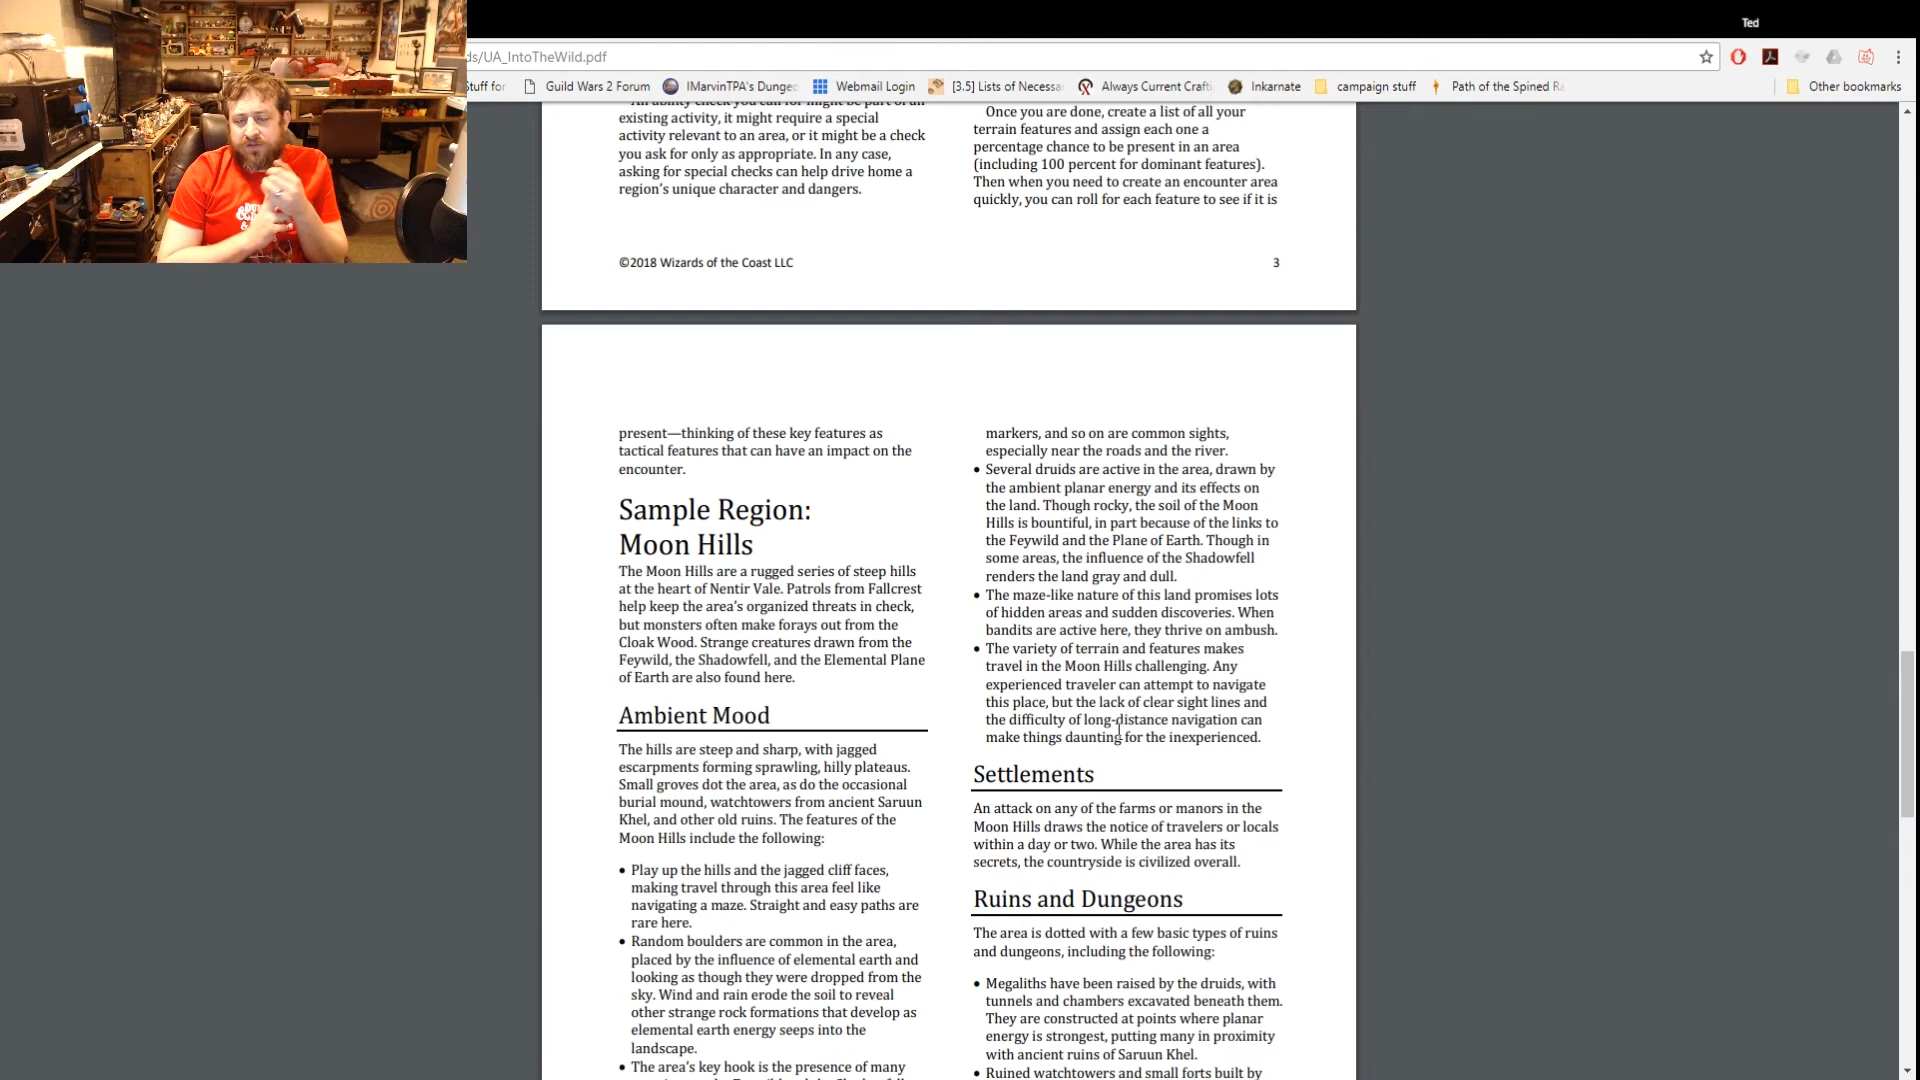 Ted
ds/UA_IntoTheWild.pdf
Stuff for
Guild Wars 2 Forum
IMarvinTPA's Dunge
Webmail Login
[3.5] Lists of Necessa
Always Current Craft
Inkarnate
campaign stuff
Path of the Spined Ra
Other bookmarks
An ability check you call for might be part of an
existing activity, it might require a special
activity relevant to an area, or it might be a check
you ask for only as appropriate. In any case,
asking for special checks can help drive home a
region's unique character and dangers.
Once you are done, create a list of all your
terrain features and assign each one a
percentage chance to be present in an area
(including 100 percent for dominant features).
Then when you need to create an encounter area
quickly, you can roll for each feature to see if it is
©2018 Wizards of the Coast LLC
3
present—thinking of these key features as
tactical features that can have an impact on the
encounter.
Sample Region:
Moon Hills
The Moon Hills are a rugged series of steep hills
at the heart of Nentir Vale. Patrols from Fallcrest
help keep the area's organized threats in check,
but monsters often make forays out from the
Cloak Wood. Strange creatures drawn from the
Feywild, the Shadowfell, and the Elemental Plane
of Earth are also found here.
Ambient Mood
The hills are steep and sharp, with jagged
escarpments forming sprawling, hilly plateaus.
Small groves dot the area, as do the occasional
burial mound, watchtowers from ancient Saruun
Khel, and other old ruins. The features of the
Moon Hills include the following:
• Play up the hills and the jagged cliff faces,
making travel through this area feel like
navigating a maze. Straight and easy paths are
rare here.
• Random boulders are common in the area,
placed by the influence of elemental earth and
looking as though they were dropped from the
sky. Wind and rain erode the soil to reveal
other strange rock formations that develop as
elemental earth energy seeps into the
landscape.
• The area's key hook is the presence of many
markers, and so on are common sights,
especially near the roads and the river.
• Several druids are active in the area, drawn by
the ambient planar energy and its effects on
the land. Though rocky, the soil of the Moon
Hills is bountiful, in part because of the links to
the Feywild and the Plane of Earth. Though in
some areas, the influence of the Shadowfell
renders the land gray and dull.
• The maze-like nature of this land promises lots
of hidden areas and sudden discoveries. When
bandits are active here, they thrive on ambush.
• The variety of terrain and features makes
travel in the Moon Hills challenging. Any
experienced traveler can attempt to navigate
this place, but the lack of clear sight lines and
the difficulty of long-distance navigation can
make things daunting for the inexperienced.
Settlements
An attack on any of the farms or manors in the
Moon Hills draws the notice of travelers or locals
within a day or two. While the area has its
secrets, the countryside is civilized overall.
Ruins and Dungeons
The area is dotted with a few basic types of ruins
and dungeons, including the following:
• Megaliths have been raised by the druids, with
tunnels and chambers excavated beneath them.
They are constructed at points where planar
energy is strongest, putting many in proximity
with ancient ruins of Saruun Khel.
• Ruined watchtowers and small forts built by